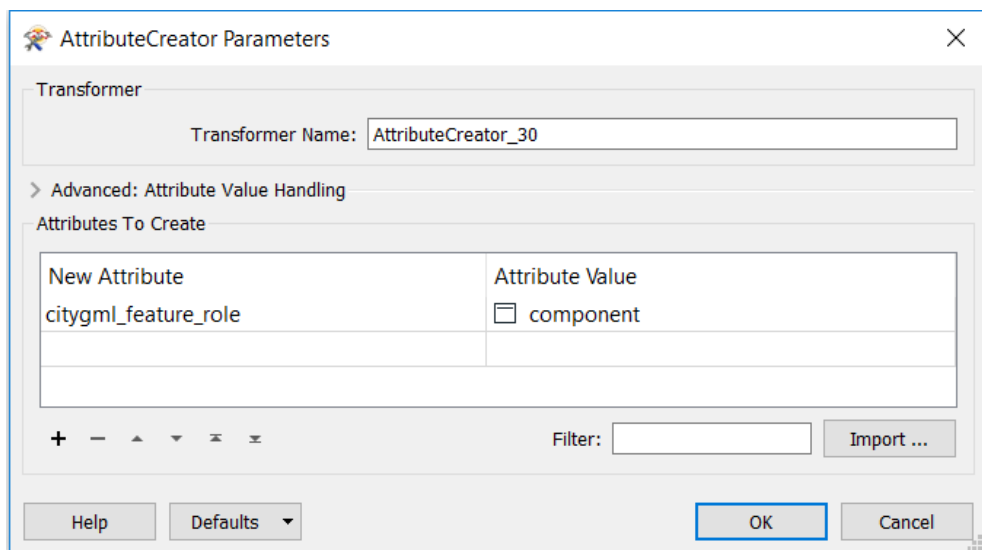 AttributeCreator Parameters
Transformer
Transformer Name: AttributeCreator_30
Advanced: Attribute Value Handling
Attributes To Create
New Attribute Attribute Value
citygml_feature_role component
Filter: Import ...
Help Defaults OK Cancel